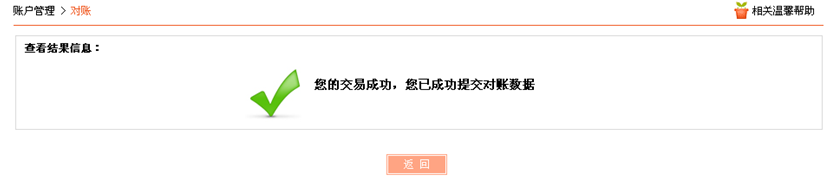 账户管理 > 对账
相关温馨帮助
查看结果信息：
您的交易成功，您已成功提交对账数据
返 回